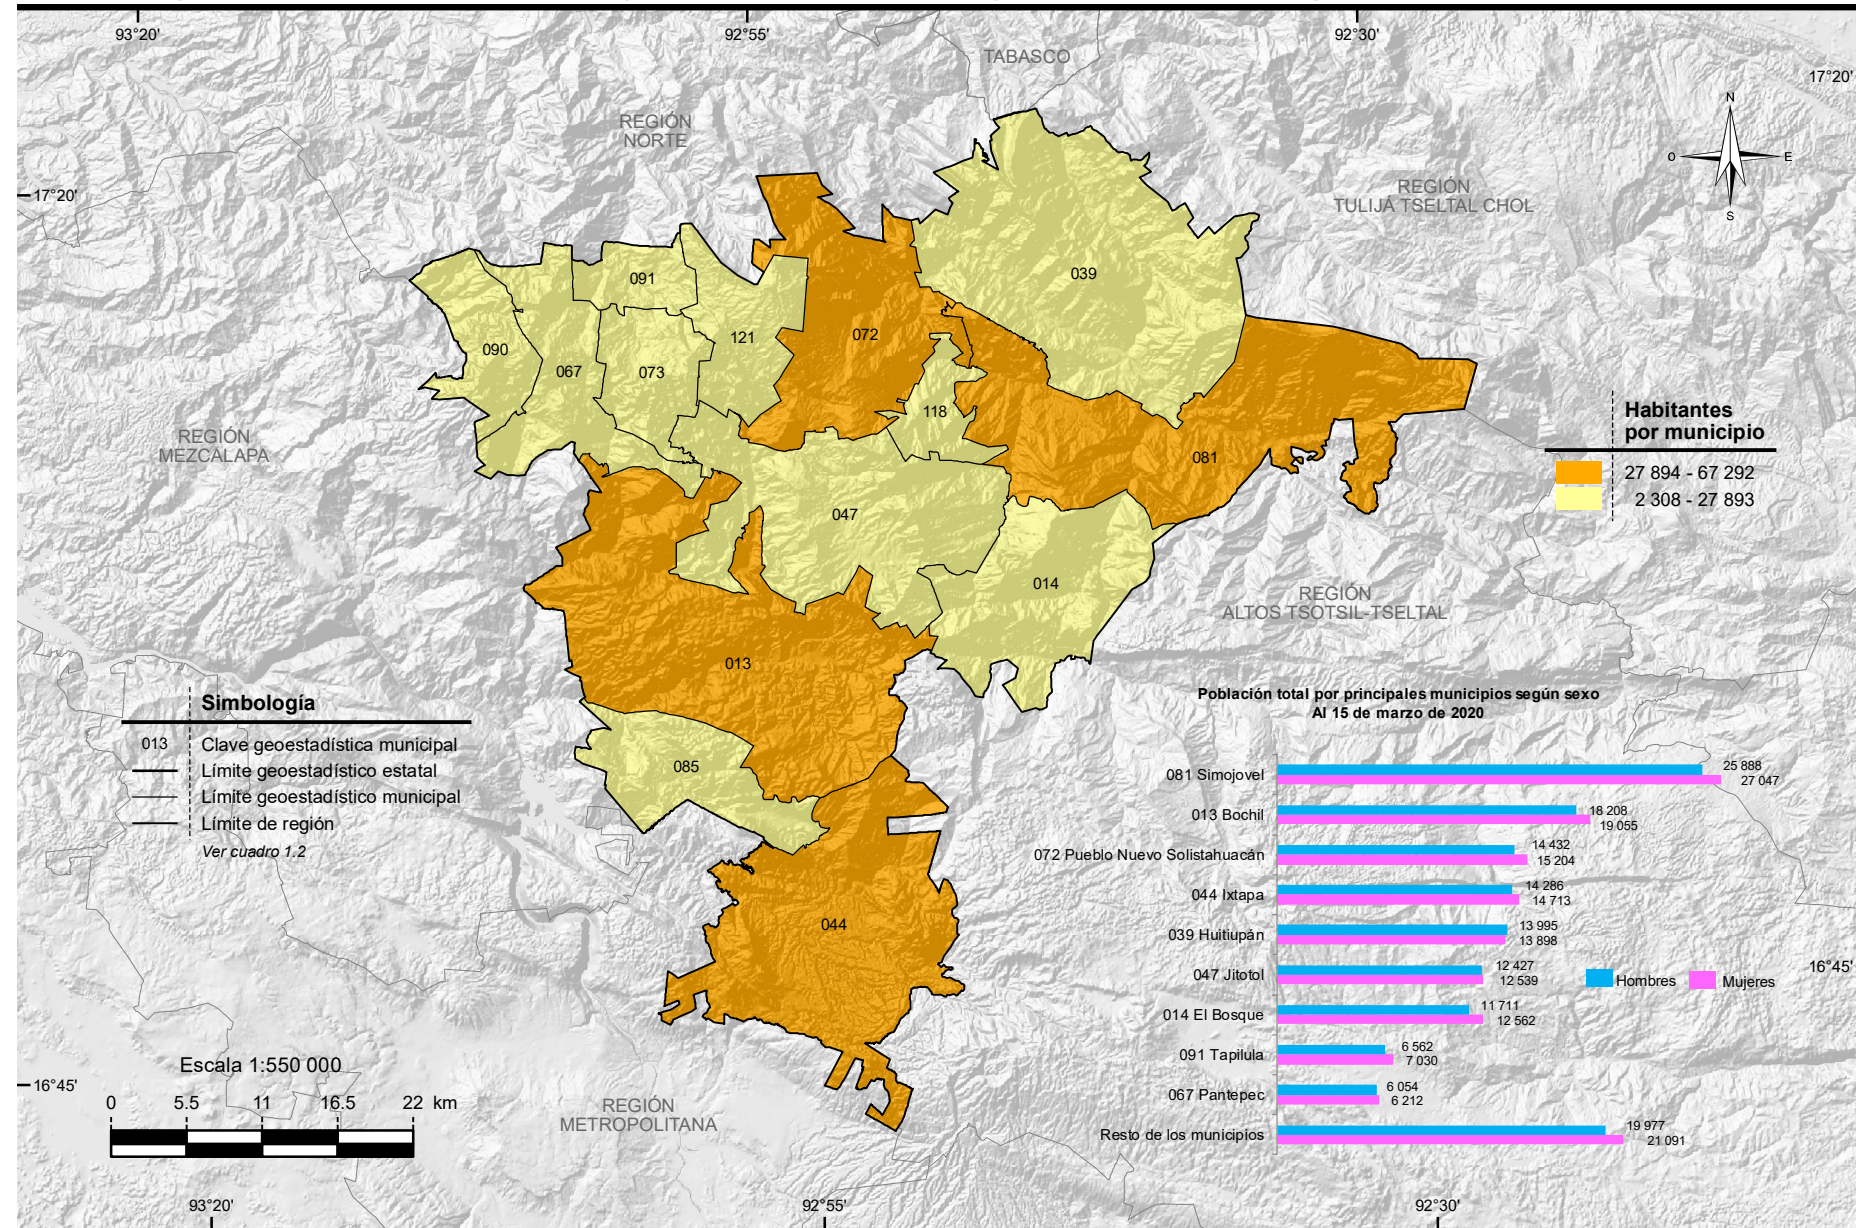 93°20'
92°55'
92°30'
TABASCO
17°20'
N
O
E
S
REGIÓN
NORTE
17°20'
REGIÓN
TULIJÁ TSELTAL CHOL
091
039
090
067
073
121
072
118
081
REGIÓN
MEZCALAPA
Habitantes
por municipio
27 894 - 67 292
2 308 - 27 893
047
014
REGIÓN
ALTOS TSOTSIL-TSELTAL
013
085
044
Simbología
013 Clave geoestadística municipal
Límite geoestadístico estatal
Límite geoestadístico municipal
Límite de región
Ver cuadro 1.2
Población total por principales municipios según sexo
Al 15 de marzo de 2020
081 Simojovel 25 888
27 047
013 Bochil 18 208
19 055
072 Pueblo Nuevo Solistahuacán 14 432
15 204
044 Ixtapa 14 286
14 713
039 Huitiupán 13 995
13 898
047 Jitotol 12 427
12 539
014 El Bosque 11 711
12 562
091 Tapilula 6 562
7 030
067 Pantepec 6 054
6 212
Resto de los municipios 19 977
21 091
Hombres Mujeres
16°45'
Escala 1:550 000
0 5.5 11 16.5 22 km
16°45'
REGIÓN
METROPOLITANA
93°20'
92°55'
92°30'